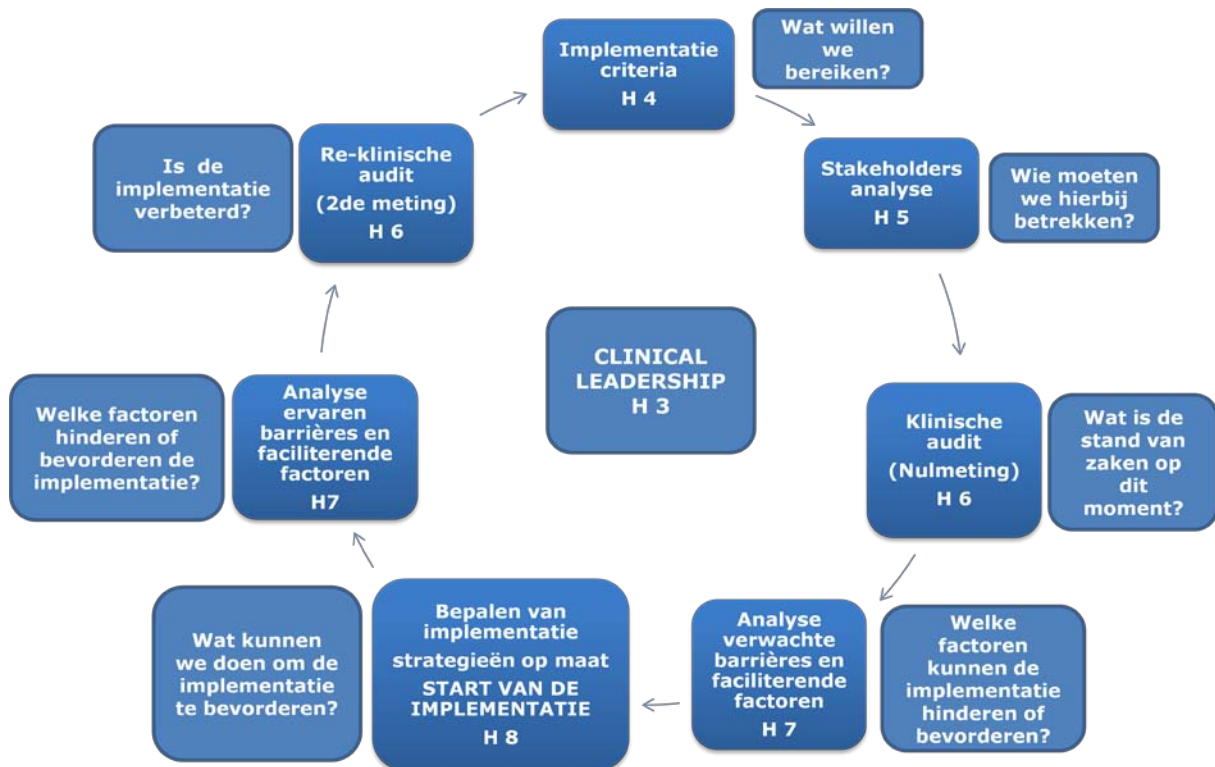 Implementatie
criteria
H 4
Wat willen
we
bereiken?
Stakeholders
analyse
H 5
Wie moeten
we hierbij
betrekken?
Klinische
audit
(Nulmeting)
H 6
Wat is de
stand van
zaken op
dit
moment?
Analyse
verwachte
barrières en
faciliterende
factoren
H 7
Welke
factoren
kunnen de
implementatie
hinderen of
bevorderen?
Bepalen van
implementatie
strategieën op maat
START VAN DE
IMPLEMENTATIE
H 8
Wat kunnen
we doen om de
implementatie
te bevorderen?
Analyse
ervaren
barrières en
faciliterende
factoren
H7
Welke factoren
hinderen of
bevorderen de
implementatie?
Re-klinische
audit
(2de meting)
H 6
Is de
implementatie
verbeterd?
CLINICAL
LEADERSHIP
H 3